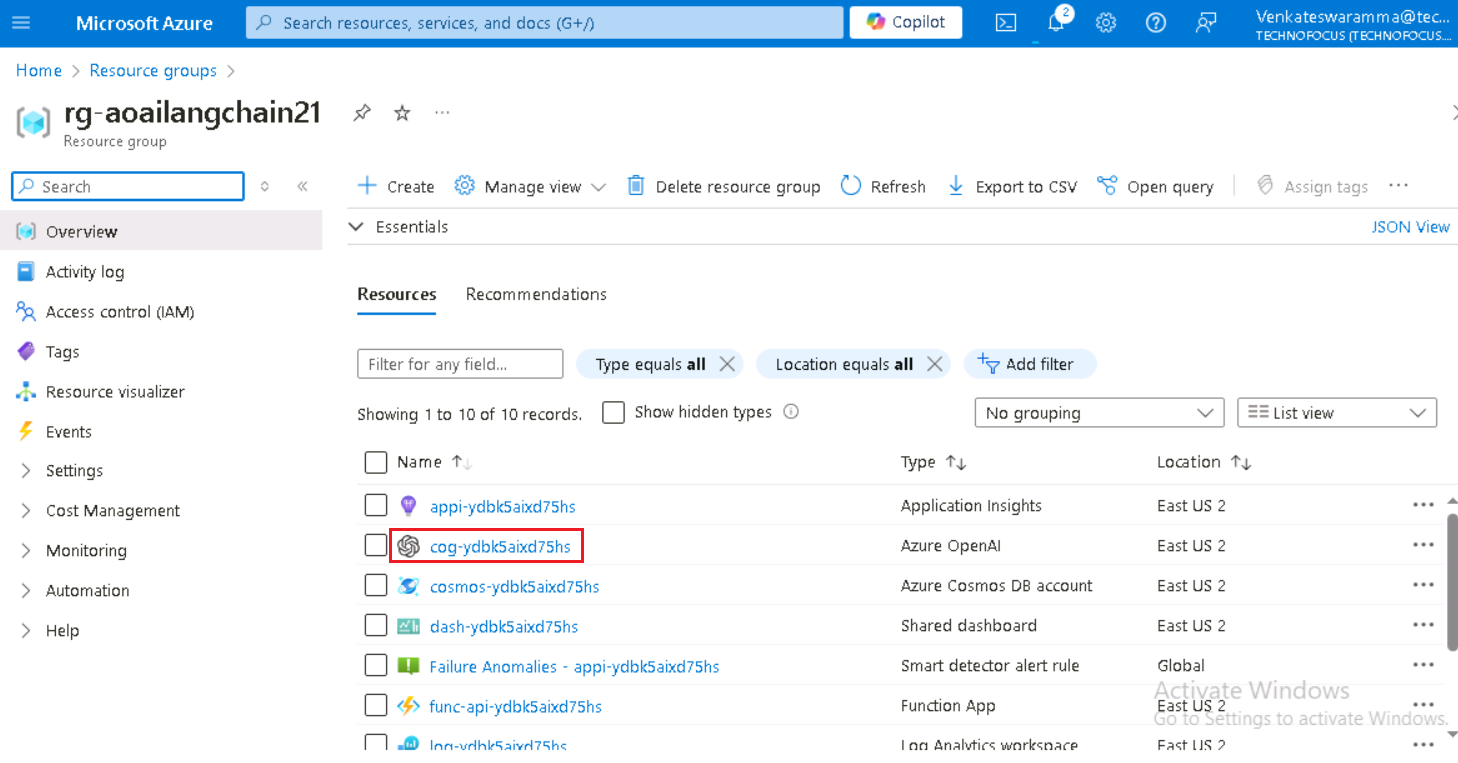 Microsoft Azure
Search resources, services, and docs (G+/)
Copilot
2
Venkateswaramma@tec...
TECHNOFOCUS (TECHNOFOCUS....
Home > Resource groups >
rg-aoailangchain21
...
Resource group
Search
Create
Manage view
Delete resource group
Refresh
Export to CSV
Open query
Assign tags
...
Essentials
JSON View
Overview
Activity log
Access control (IAM)
Tags
Resource visualizer
Events
Settings
Cost Management
Monitoring
Automation
Help
Resources
Recommendations
Filter for any field...
Type equals all
Location equals all
Add filter
Showing 1 to 10 of 10 records.
Show hidden types
No grouping
List view
Name Type Location
appi-ydbk5aixd75hs Application Insights East US 2 ...
cog-ydbk5aixd75hs Azure OpenAI East US 2 ...
cosmos-ydbk5aixd75hs Azure Cosmos DB account East US 2 ...
dash-ydbk5aixd75hs Shared dashboard East US 2 ...
Failure Anomalies - appi-ydbk5aixd75hs Smart detector alert rule Global ...
func-api-ydbk5aixd75hs Function App East US 2 ...
log-ydbk5aixd75hs Log Analytics workspace East US 2 ...
Activate Windows
Go to Settings to activate Windows.